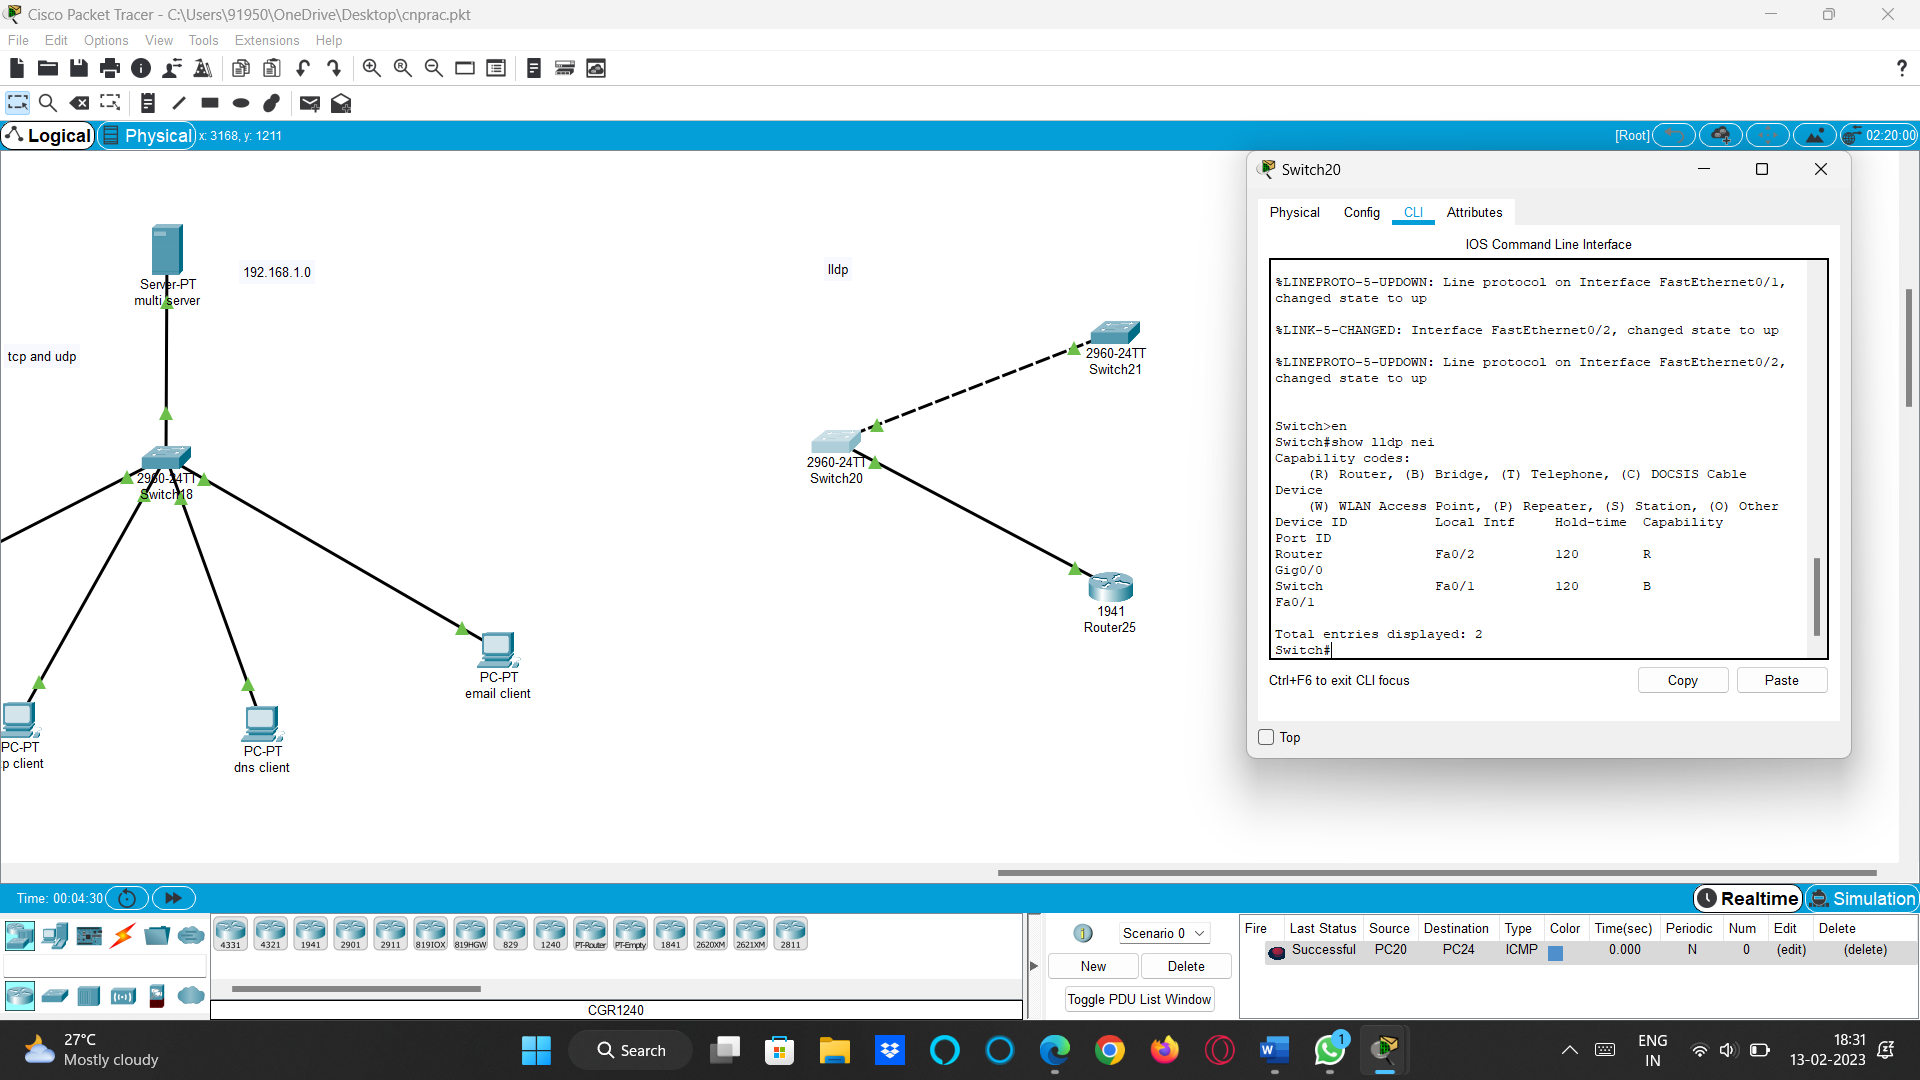 Cisco Packet Tracer - C:\Users\91950\OneDrive\Desktop\cnprac.pkt
File Edit Options View Tools Extensions Help
?
Logical Physical x: 3168, y: 1211 [Root] 02:20:00
Server-PT
multi server
192.168.1.0
tcp and udp
2960-24TT
Switch18
PC-PT
p client
PC-PT
dns client
PC-PT
email client
lldp
2960-24TT
Switch21
2960-24TT
Switch20
1941
Router25
Switch20
Physical Config CLI Attributes
IOS Command Line Interface
%LINEPROTO-5-UPDOWN: Line protocol on Interface FastEthernet0/1,
changed state to up
%LINK-5-CHANGED: Interface FastEthernet0/2, changed state to up
%LINEPROTO-5-UPDOWN: Line protocol on Interface FastEthernet0/2,
changed state to up
Switch>en
Switch#show lldp nei
Capability codes:
(R) Router, (B) Bridge, (T) Telephone, (C) DOCSIS Cable
Device
(W) WLAN Access Point, (P) Repeater, (S) Station, (O) Other
Device ID Local Intf Hold-time Capability
Port ID
Router Fa0/2 120 R
Gig0/0
Switch Fa0/1 120 B
Fa0/1
Total entries displayed: 2
Switch#
Ctrl+F6 to exit CLI focus
Copy Paste
Top
Time: 00:04:30 Realtime Simulation
4331 4321 1941 2901 2911 819IOX 819HGW 829 1240 PT-Router PT-Empty 1841 2620XM 2621XM 2811
CGR1240
1 Scenario 0
New Delete
Toggle PDU List Window
Fire Last Status Source Destination Type Color Time(sec) Periodic Num Edit Delete
Successful PC20 PC24 ICMP 0.000 N 0 (edit) (delete)
27°C
Mostly cloudy
Search
W
1
ENG
IN
18:31
13-02-2023